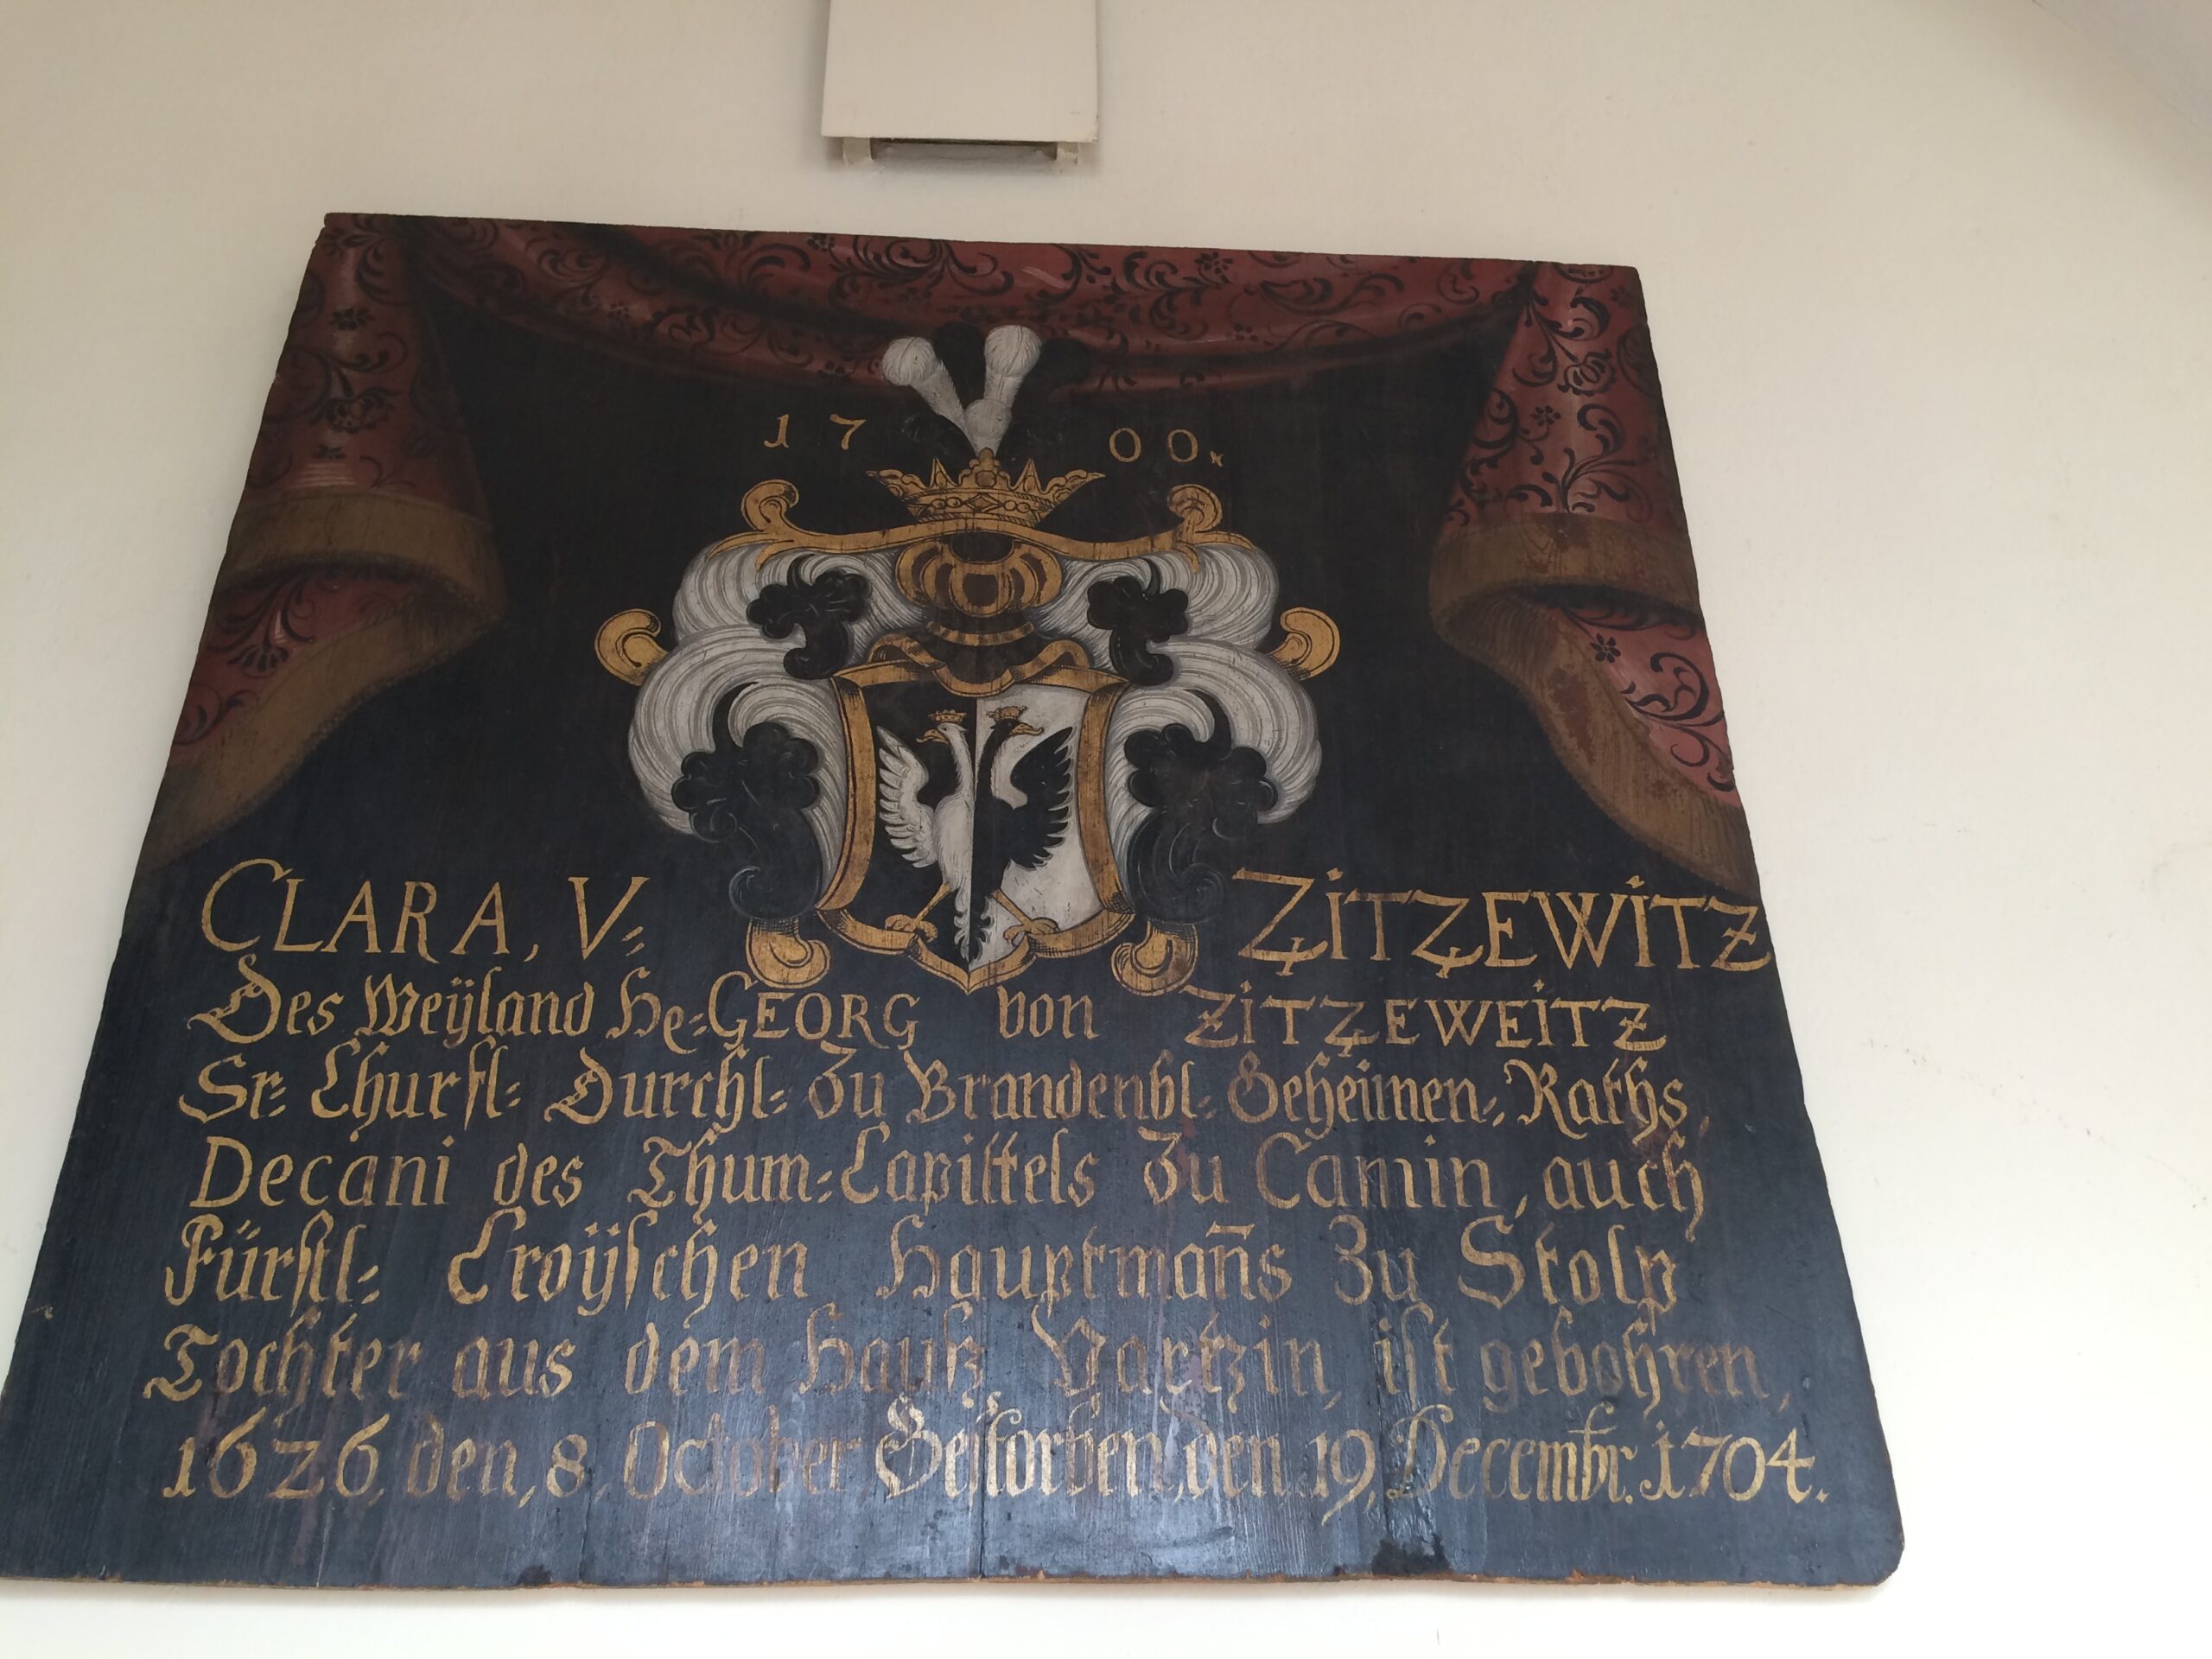 17 00.
CLARA, V: ZiTZEWiTZ
Des Weÿland He: GEORG von ZiTZEWEiTZ
Sr: Churfl: Durchl: Zu Brandenbl: Geheimen: Raths,
Decani des Thum: Capittels Zu Camin, auch
Fürstl: Croÿschen Hauptmañs Zu Stolp
Tochter aus dem Hauß Vartzin, ist gebohren,
1626, den, 8, October Gestorben, den, 19, Decembr. 1704.